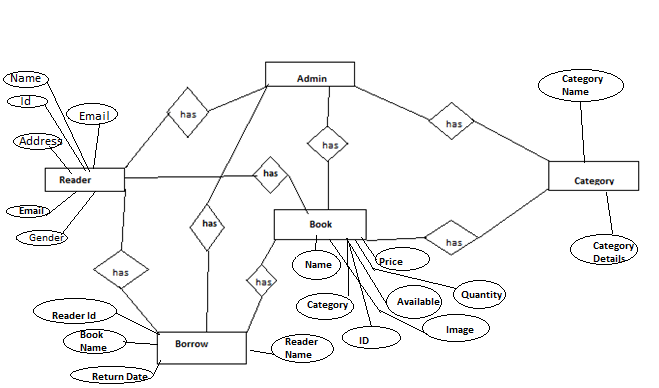 Admin
Name
Category
Name
Id
has
Email
has
has
Address
has
Reader
Category
Email
has
Book
Gender
has
Category
Details
Name
Price
has
has
Quantity
Available
Category
Reader Id
Image
Book
Name
ID
Borrow
Reader
Name
Return Date